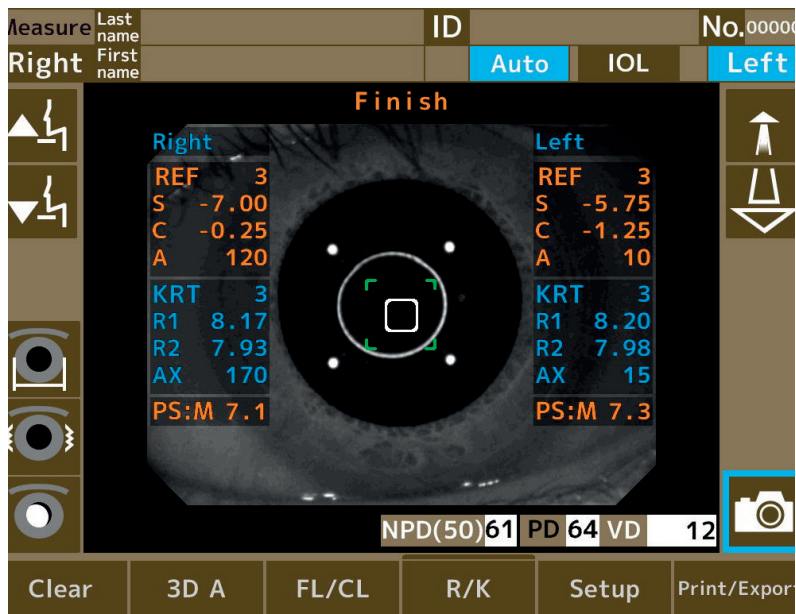 Measure Last name ID No. 00000
Right First name Auto IOL Left
Finish
Right
REF 3
S -7.00
C -0.25
A 120
KRT 3
R1 8.17
R2 7.93
AX 170
PS:M 7.1
Left
REF 3
S -5.75
C -1.25
A 10
KRT 3
R1 8.20
R2 7.98
AX 15
PS:M 7.3
NPD(50) 61 PD 64 VD 12
Clear 3D A FL/CL R/K Setup Print/Export